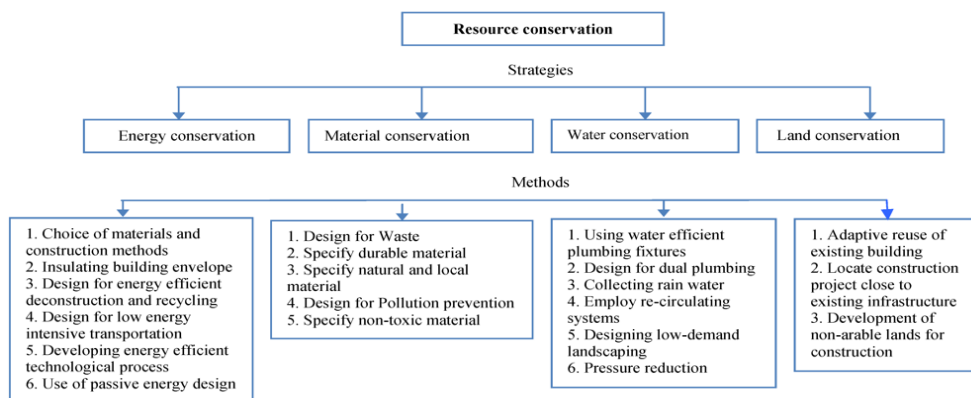 Resource conservation
Strategies
Energy conservation
Material conservation
Water conservation
Land conservation
Methods
1. Choice of materials and
construction methods
2. Insulating building envelope
3. Design for energy efficient
deconstruction and recycling
4. Design for low energy
intensive transportation
5. Developing energy efficient
technological process
6. Use of passive energy design
1. Design for Waste
2. Specify durable material
3. Specify natural and local
material
4. Design for Pollution prevention
5. Specify non-toxic material
1. Using water efficient
plumbing fixtures
2. Design for dual plumbing
3. Collecting rain water
4. Employ re-circulating
systems
5. Designing low-demand
landscaping
6. Pressure reduction
1. Adaptive reuse of
existing building
2. Locate construction
project close to
existing infrastructure
3. Development of
non-arable lands for
construction